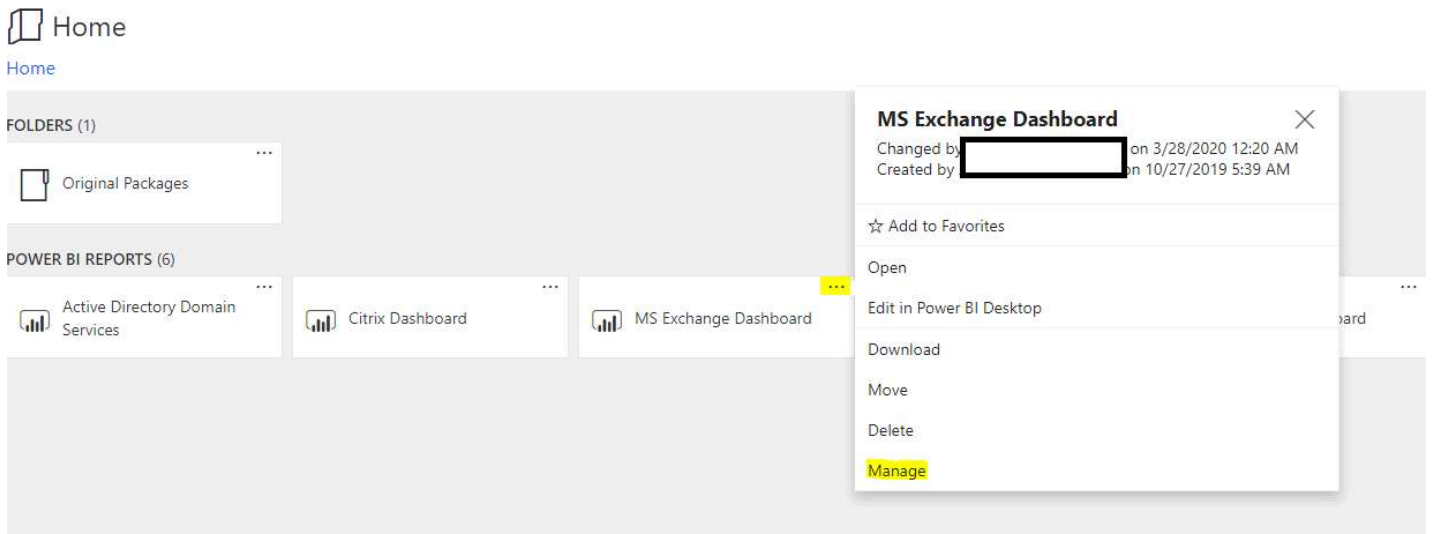 Home
Home
FOLDERS (1)
...
Original Packages
POWER BI REPORTS (6)
...
Active Directory Domain
Services
...
Citrix Dashboard
...
MS Exchange Dashboard
...
MS Exchange Dashboard
Changed by on 3/28/2020 12:20 AM
Created by on 10/27/2019 5:39 AM
☆ Add to Favorites
Open
Edit in Power BI Desktop
Download
Move
Delete
Manage